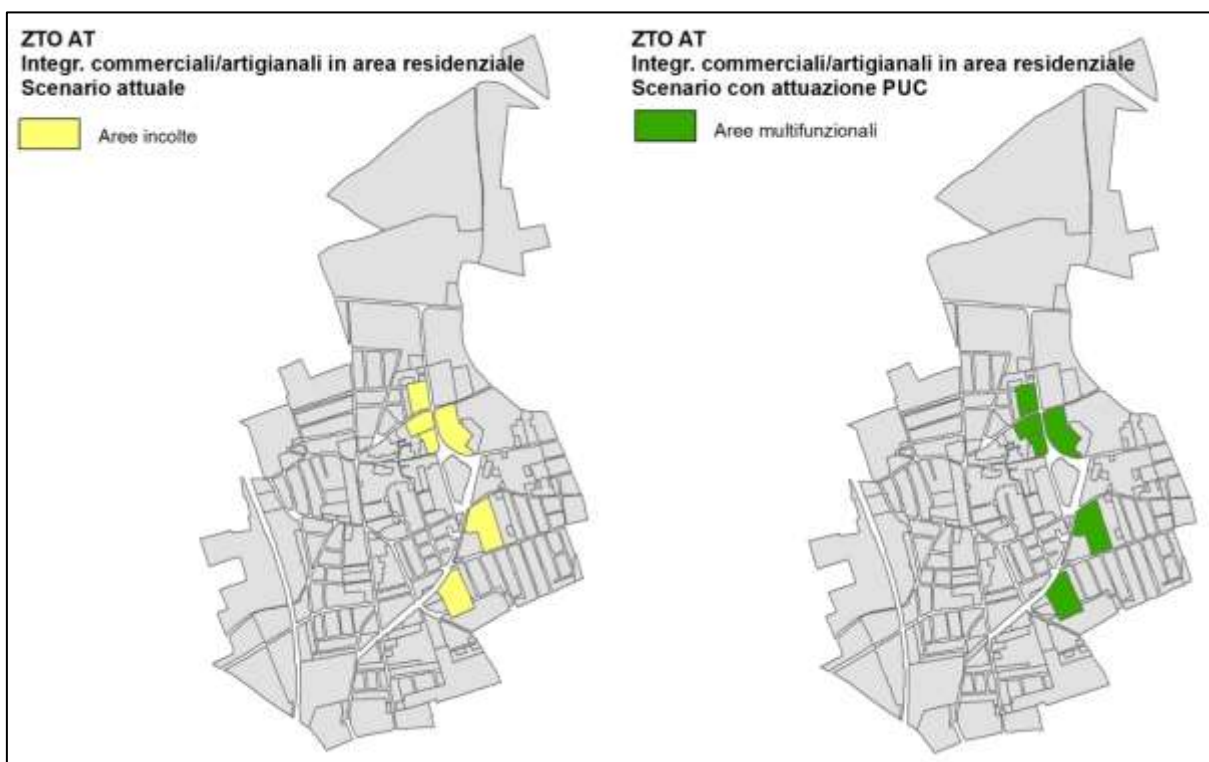 ZTO AT
Integr. commerciali/artigianali in area residenziale
Scenario attuale
Aree incolte
ZTO AT
Integr. commerciali/artigianali in area residenziale
Scenario con attuazione PUC
Aree multifunzionali